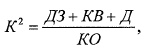 К² = (ДЗ + КВ + Д) / КО,